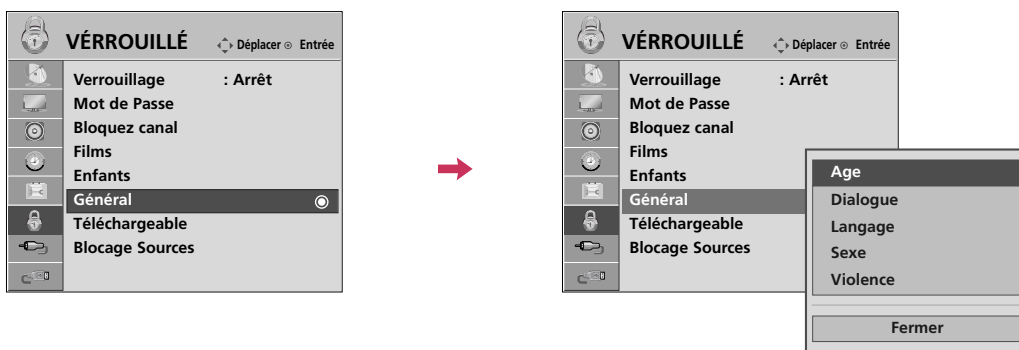 VÉRROUILLÉ Déplacer Entrée
Verrouillage : Arrêt
Mot de Passe
Bloquez canal
Films
Enfants
Général
Téléchargeable
Blocage Sources
VÉRROUILLÉ Déplacer Entrée
Verrouillage : Arrêt
Mot de Passe
Bloquez canal
Films
Enfants
Général
Téléchargeable
Blocage Sources
Age
Dialogue
Langage
Sexe
Violence
Fermer